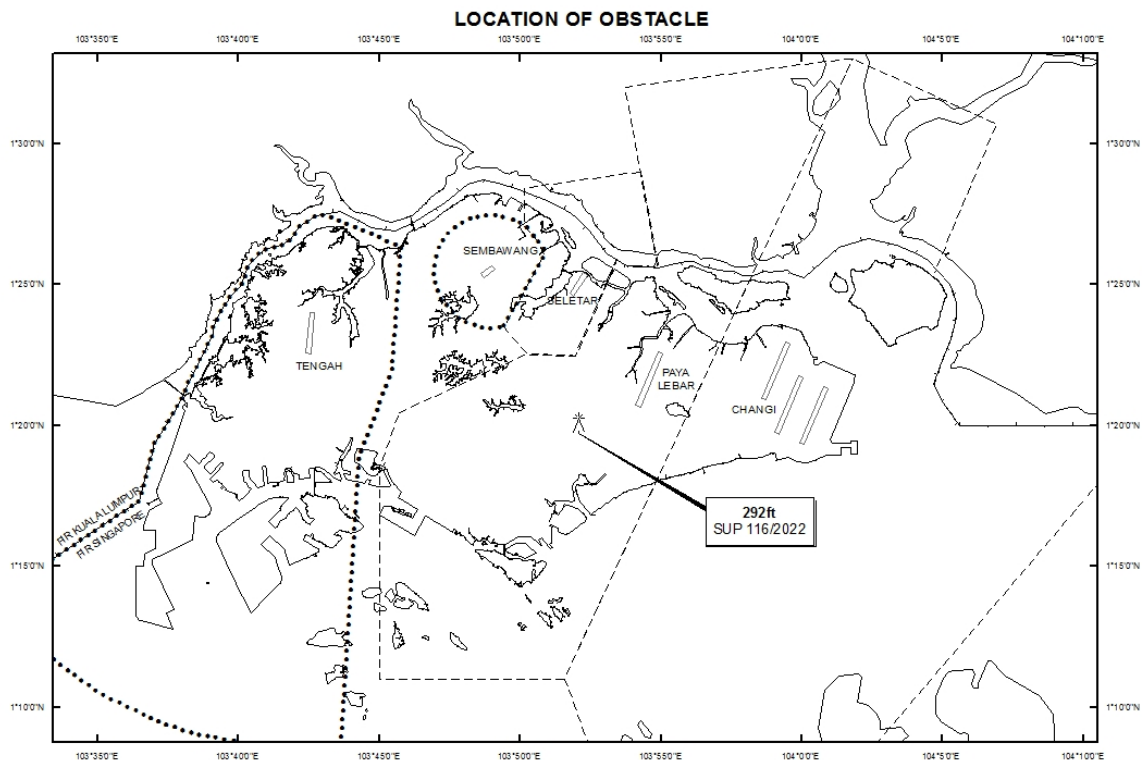 LOCATION OF OBSTACLE
103°35'0"E 103°40'0"E 103°45'0"E 103°50'0"E 103°55'0"E 104°0'0"E 104°5'0"E 104°10'0"E
1°30'0"N 1°30'0"N
SEMBAWANG
1°25'0"N 1°25'0"N
SELETAR
TENGAH
PAYA
LEBAR
CHANGI
1°20'0"N 1°20'0"N
FIR KUALA LUMPUR
FIR SINGAPORE
292ft
SUP 116/2022
1°15'0"N 1°15'0"N
1°10'0"N 1°10'0"N
103°35'0"E 103°40'0"E 103°45'0"E 103°50'0"E 103°55'0"E 104°0'0"E 104°5'0"E 104°10'0"E